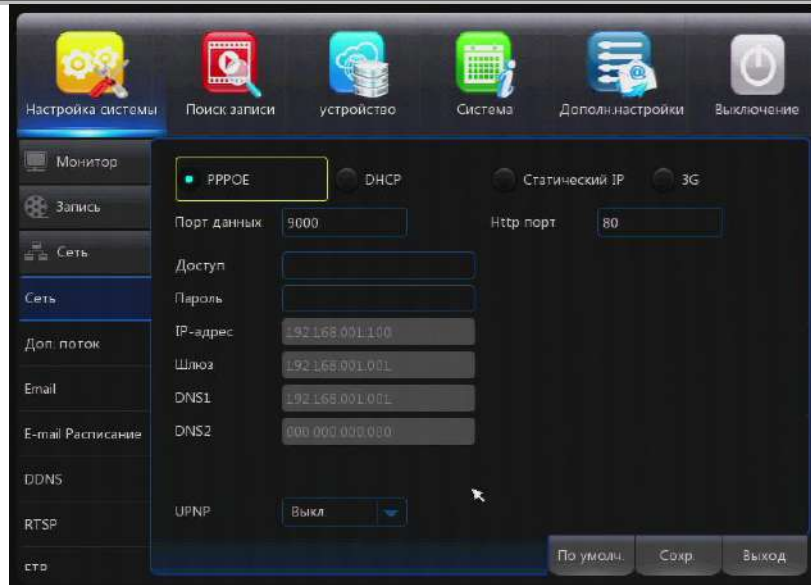 Настройка системы Поиск записи устройство Система Дополн.настройки Выключение
Монитор
Запись
Сеть
Сеть
Доп. поток
Email
E-mail Расписание
DDNS
RTSP
PPPOE DHCP Статический IP 3G
Порт данных 9000 Http порт 80
Доступ
Пароль
IP-адрес 192.168.001.100
Шлюз 192.168.001.001
DNS1 192.168.001.001
DNS2 000.000.000.000
UPNP Выкл
По умолч. Сохр. Выход